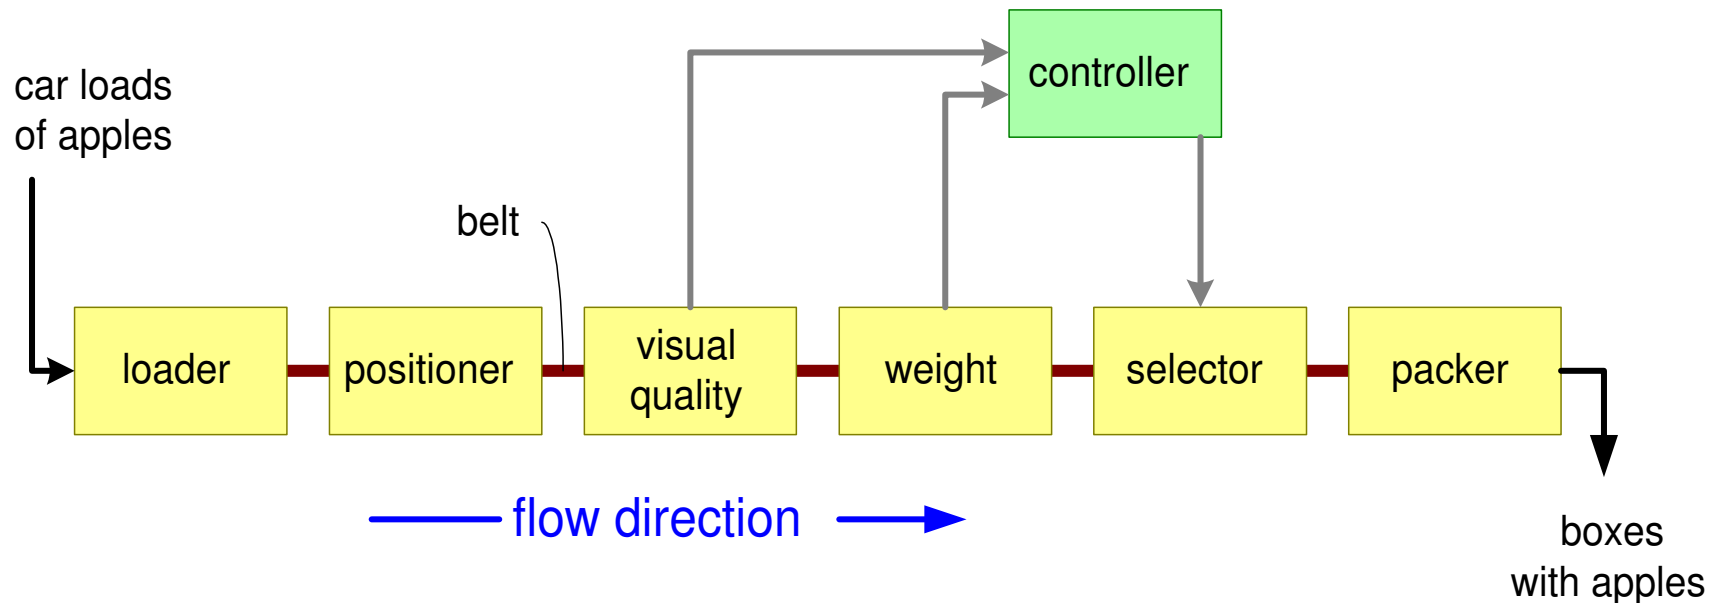 car loads
of apples
controller
belt
loader
positioner
visual
quality
weight
selector
packer
flow direction
boxes
with apples